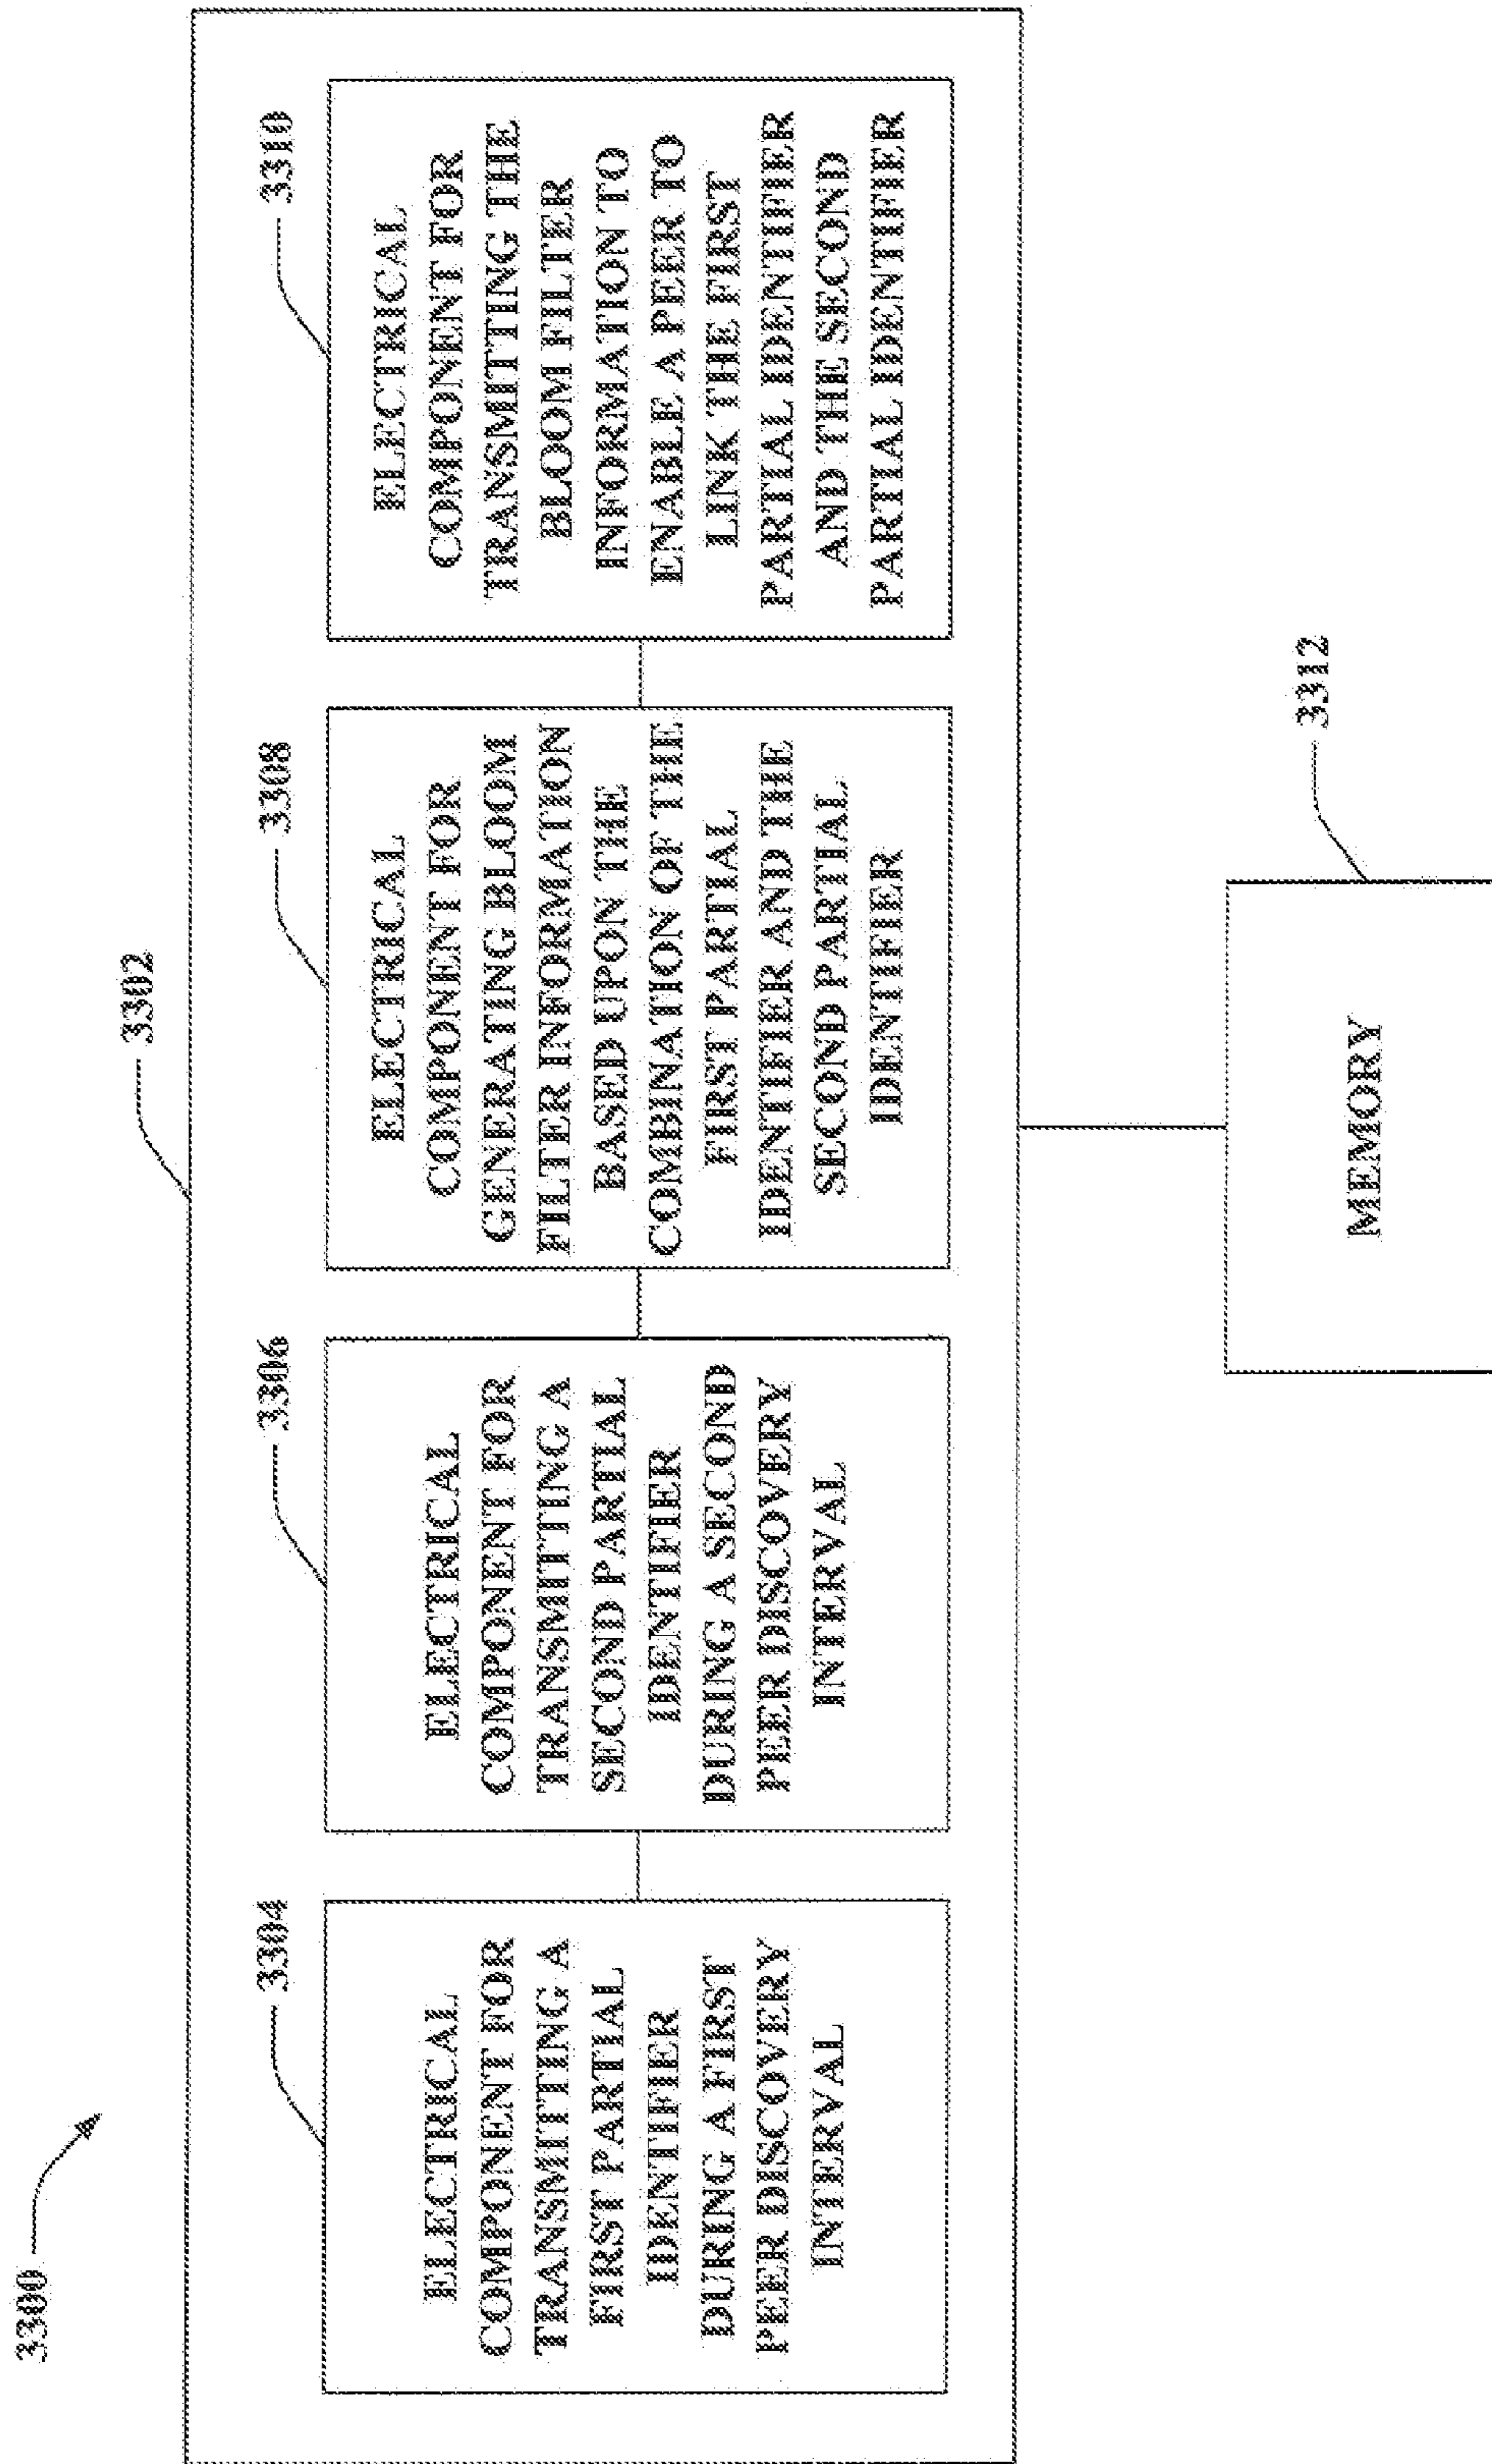 3300
3302
3304
ELECTRICAL
COMPONENT FOR
TRANSMITTING A
FIRST PARTIAL
IDENTIFIER
DURING A FIRST
PEER DISCOVERY
INTERVAL
3306
ELECTRICAL
COMPONENT FOR
TRANSMITTING A
SECOND PARTIAL
IDENTIFIER
DURING A SECOND
PEER DISCOVERY
INTERVAL
3308
ELECTRICAL
COMPONENT FOR
GENERATING BLOOM
FILTER INFORMATION
BASED UPON THE
COMBINATION OF THE
FIRST PARTIAL
IDENTIFIER AND THE
SECOND PARTIAL
IDENTIFIER
3310
ELECTRICAL
COMPONENT FOR
TRANSMITTING THE
BLOOM FILTER
INFORMATION TO
ENABLE A PEER TO
LINK THE FIRST
PARTIAL IDENTIFIER
AND THE SECOND
PARTIAL IDENTIFIER
3312
MEMORY